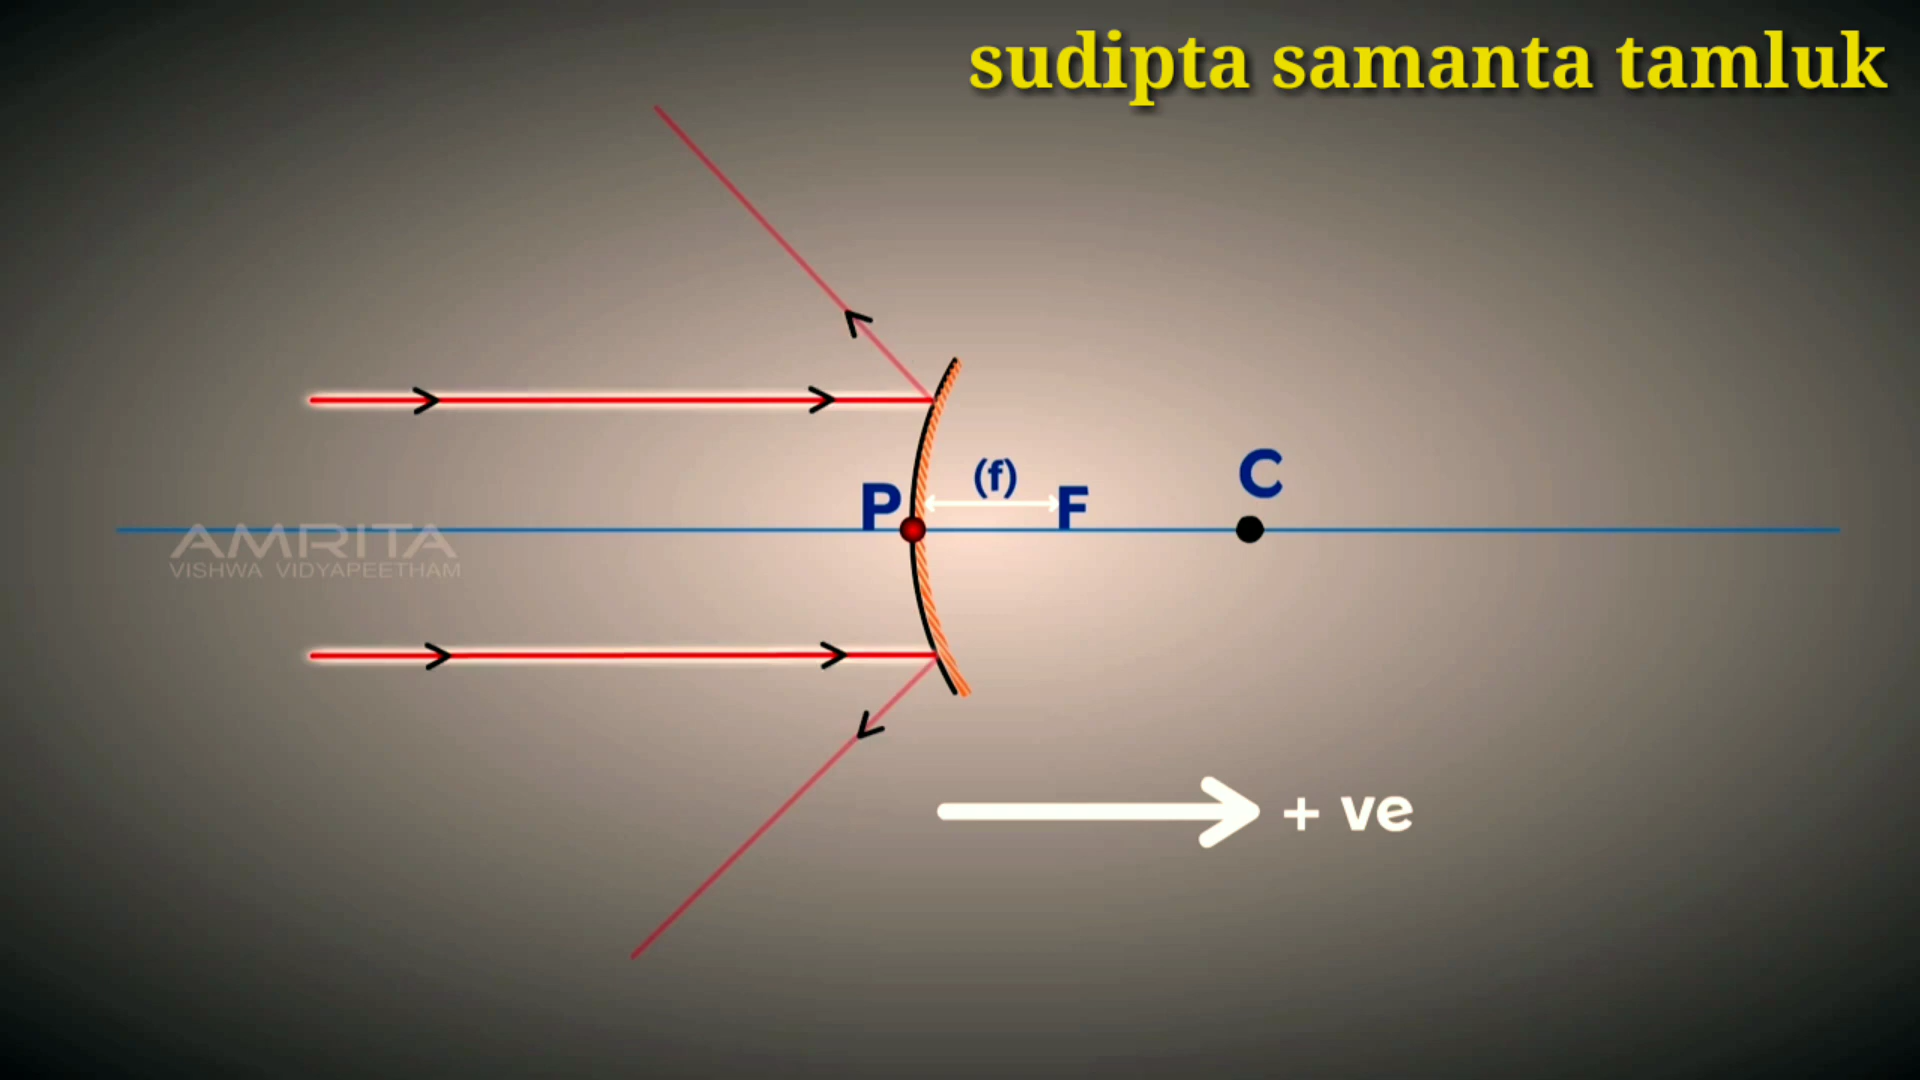 sudipta samanta tamluk
(f)
P F C
AMRITA
VISHWA VIDYAPEETHAM
+ ve